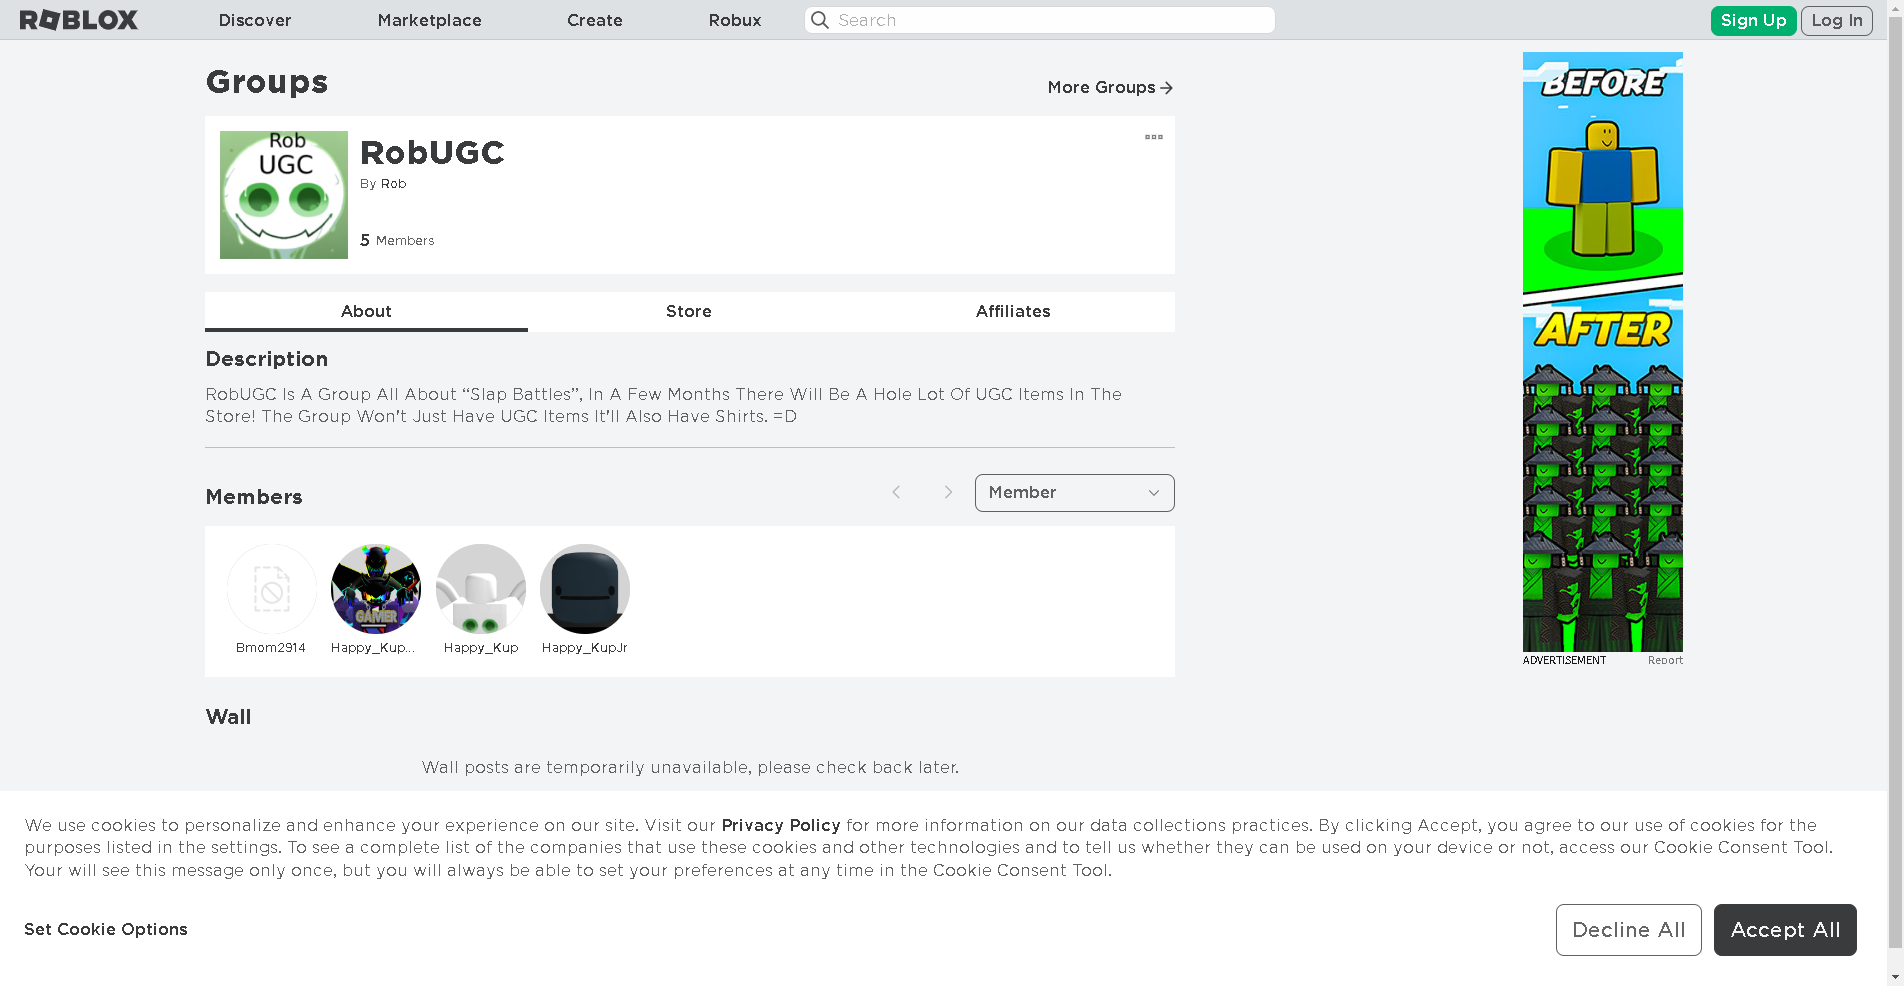 ROBLOX Discover Marketplace Create Robux Search Sign Up Log In
Groups
More Groups
Rob
UGC
RobUGC
By Rob
5 Members
About Store Affiliates
Description
RobUGC Is A Group All About “Slap Battles”, In A Few Months There Will Be A Hole Lot Of UGC Items In The
Store! The Group Won't Just Have UGC Items It'll Also Have Shirts. =D
Members
Member
GAMER
Bmom2914 Happy_Kup... Happy_Kup Happy_KupJr
Wall
Wall posts are temporarily unavailable, please check back later.
BEFORE
AFTER
ADVERTISEMENT Report
We use cookies to personalize and enhance your experience on our site. Visit our Privacy Policy for more information on our data collections practices. By clicking Accept, you agree to our use of cookies for the
purposes listed in the settings. To see a complete list of the companies that use these cookies and other technologies and to tell us whether they can be used on your device or not, access our Cookie Consent Tool.
Your will see this message only once, but you will always be able to set your preferences at any time in the Cookie Consent Tool.
Set Cookie Options
Decline All Accept All